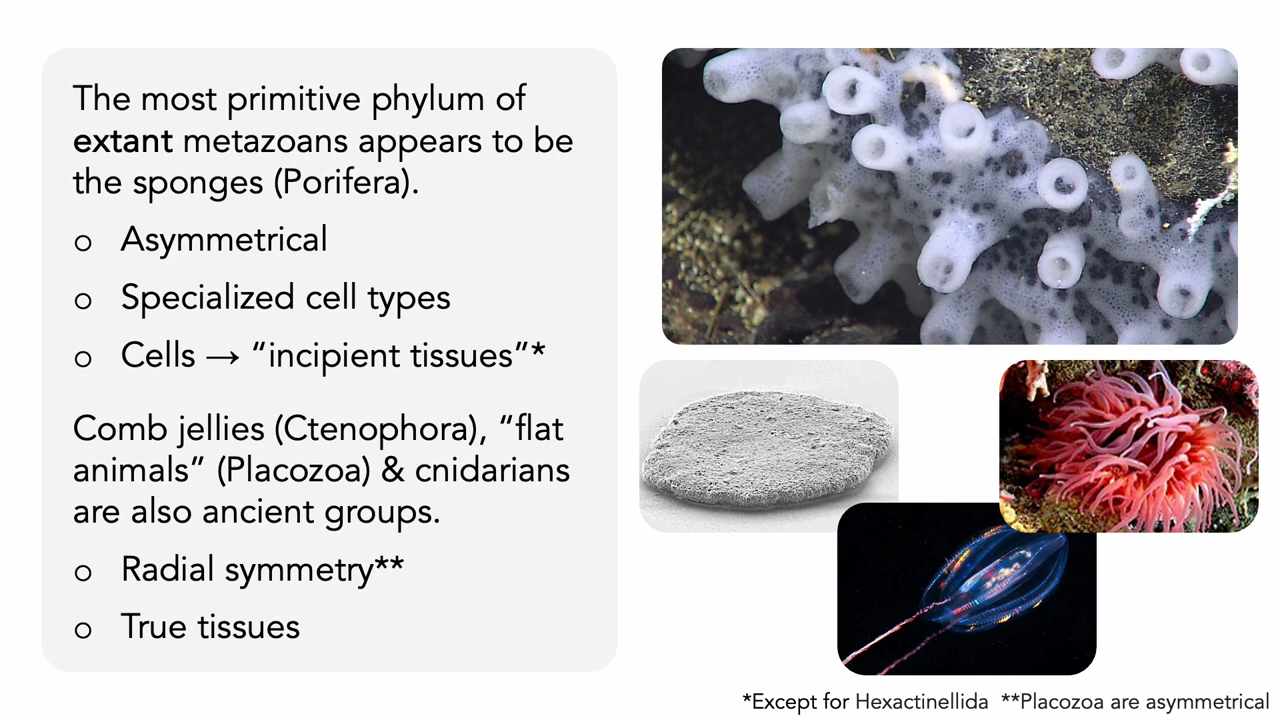 The most primitive phylum of
extant metazoans appears to be
the sponges (Porifera).
o Asymmetrical
o Specialized cell types
o Cells → “incipient tissues”*
Comb jellies (Ctenophora), “flat
animals” (Placozoa) & cnidarians
are also ancient groups.
o Radial symmetry**
o True tissues
*Except for Hexactinellida **Placozoa are asymmetrical